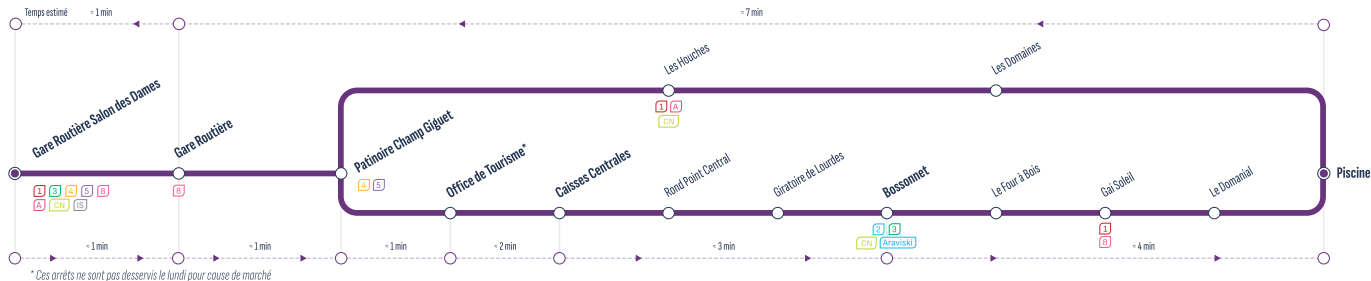 Temps estimé
≈ 1 min
≈ 7 min
Les Houches
Les Domaines
1 A
CN
Gare Routière Salon des Dames
Gare Routière
Patinoire Champ Giguet
Piscine
1 3 4 5 8
A CN IS
8
4 5
Office de Tourisme*
Caisses Centrales
Rond Point Central
Giratoire de Lourdes
Bossonnet
Le Four à Bois
Gai Soleil
Le Domanial
2 3
CN Araviski
1
8
≈ 1 min
≈ 1 min
≈ 1 min
≈ 2 min
≈ 3 min
≈ 4 min
* Ces arrêts ne sont pas desservis le lundi pour cause de marché